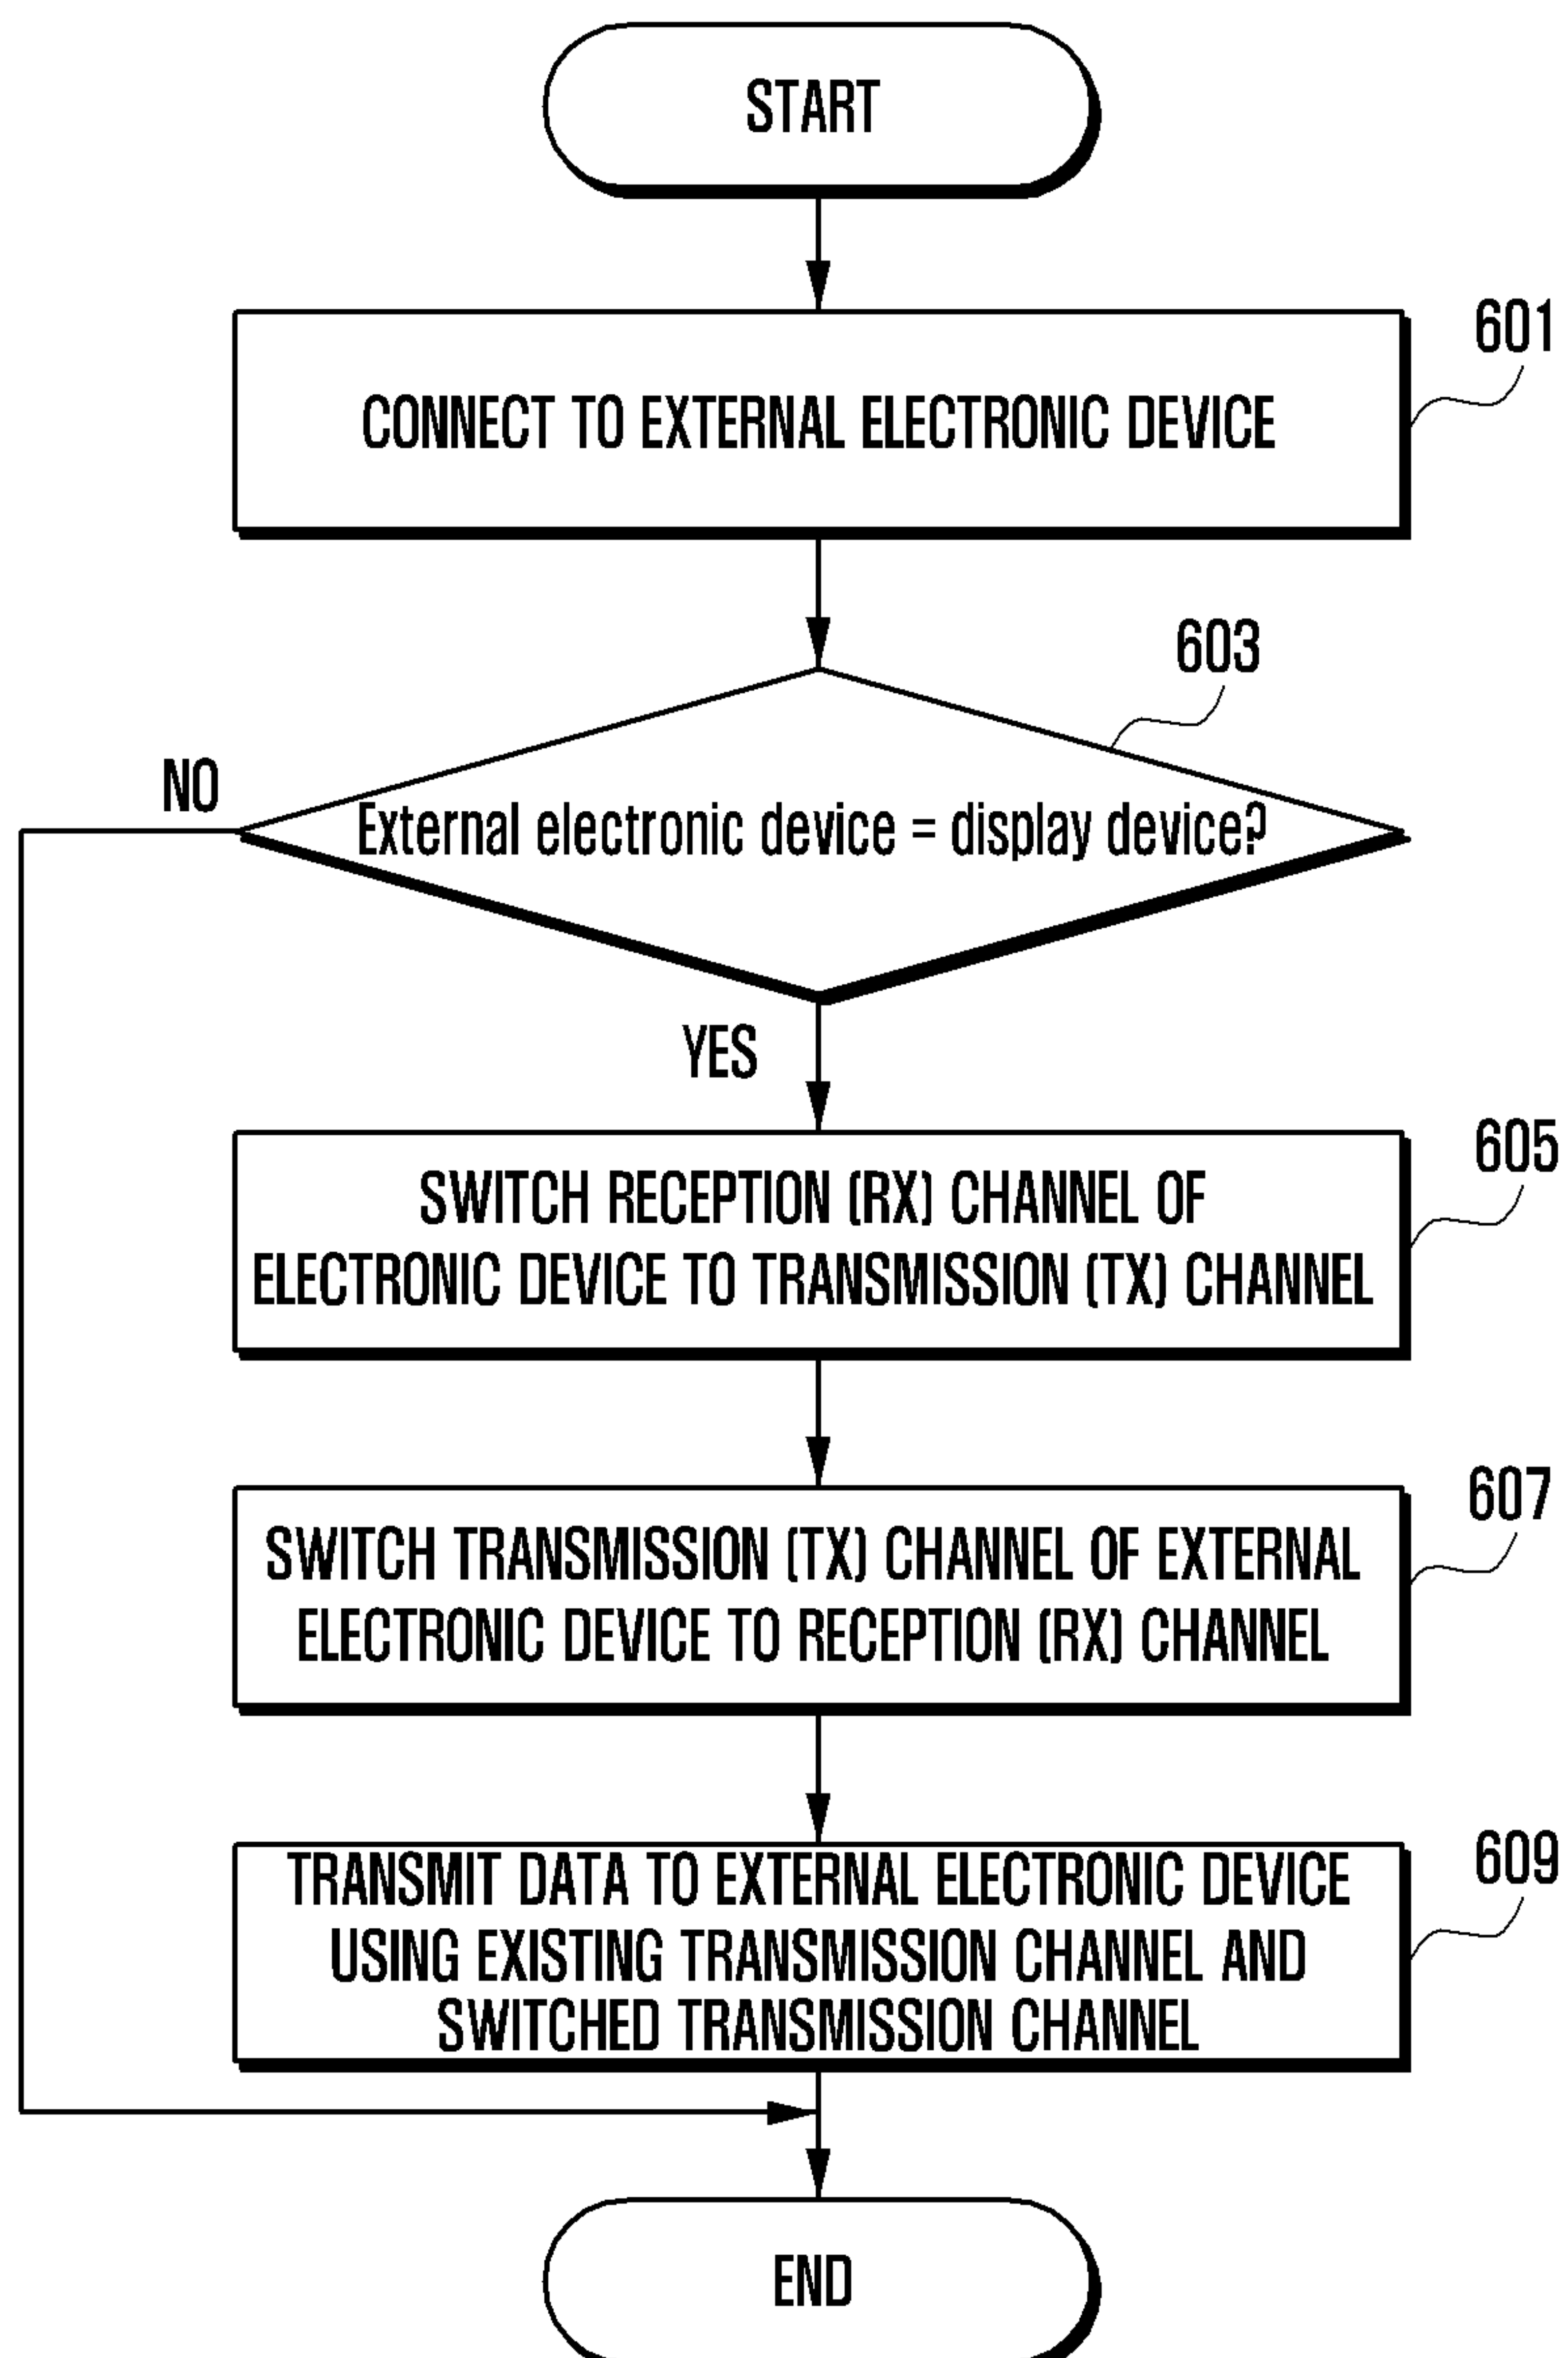 START
601
CONNECT TO EXTERNAL ELECTRONIC DEVICE
603
NO
External electronic device = display device?
YES
605
SWITCH RECEPTION (RX) CHANNEL OF
ELECTRONIC DEVICE TO TRANSMISSION (TX) CHANNEL
607
SWITCH TRANSMISSION (TX) CHANNEL OF EXTERNAL
ELECTRONIC DEVICE TO RECEPTION (RX) CHANNEL
609
TRANSMIT DATA TO EXTERNAL ELECTRONIC DEVICE
USING EXISTING TRANSMISSION CHANNEL AND
SWITCHED TRANSMISSION CHANNEL
END